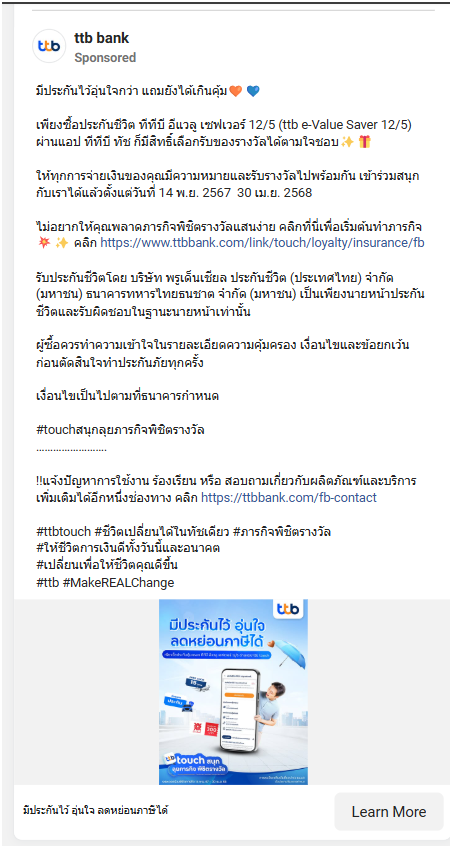 ttb bank
Sponsored
มีประกันไว้อุ่นใจกว่า แถมยังได้เกินคุ้ม🧡 💙
เพียงซื้อประกันชีวิต ทีทีบี อีแวลู เซฟเวอร์ 12/5 (ttb e-Value Saver 12/5)
ผ่านแอป ทีทีบี ทัช ก็มีสิทธิ์เลือกรับของรางวัลได้ตามใจชอบ✨🎁
ให้ทุกการจ่ายเงินของคุณมีความหมายและรับรางวัลไปพร้อมกัน เข้าร่วมสนุก
กับเราได้แล้วตั้งแต่วันที่ 14 พ.ย. 2567 30 เม.ย. 2568
ไม่อยากให้คุณพลาดภารกิจพิชิตรางวัลแสนง่าย คลิกที่นี่เพื่อเริ่มต้นทำภารกิจ
💥 ✨ คลิก https://www.ttbbank.com/link/touch/loyalty/insurance/fb
รับประกันชีวิตโดย บริษัท พรูเด็นเชียล ประกันชีวิต (ประเทศไทย) จำกัด
(มหาชน) ธนาคารทหารไทยธนชาต จำกัด (มหาชน) เป็นเพียงนายหน้าประกัน
ชีวิตและรับผิดชอบในฐานะนายหน้าเท่านั้น
ผู้ซื้อควรทำความเข้าใจในรายละเอียดความคุ้มครอง เงื่อนไขและข้อยกเว้น
ก่อนตัดสินใจทำประกันภัยทุกครั้ง
เงื่อนไขเป็นไปตามที่ธนาคารกำหนด
#touchสนุกลุยภารกิจพิชิตรางวัล
........................
!!แจ้งปัญหาการใช้งาน ร้องเรียน หรือ สอบถามเกี่ยวกับผลิตภัณฑ์และบริการ
เพิ่มเติมได้อีกหนึ่งช่องทาง คลิก https://ttbbank.com/fb-contact
#ttbtouch #ชีวิตเปลี่ยนได้ในทัชเดียว #ภารกิจพิชิตรางวัล
#ให้ชีวิตการเงินดีทั้งวันนี้และอนาคต
#เปลี่ยนเพื่อให้ชีวิตคุณดีขึ้น
#ttb #MakeREALChange
ttb
มีประกันไว้ อุ่นใจ
ลดหย่อนภาษีได้
ttb touch สนุก
ลุยภารกิจ พิชิตรางวัล
มีประกันไว้ อุ่นใจ ลดหย่อนภาษีได้
Learn More